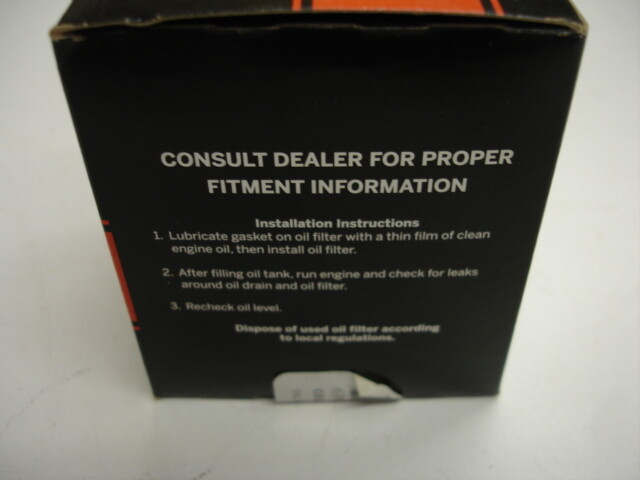 CONSULT DEALER FOR PROPER
FITMENT INFORMATION
Installation Instructions
1. Lubricate gasket on oil filter with a thin film of clean
engine oil, then install oil filter.
2. After filling oil tank, run engine and check for leaks
around oil drain and oil filter.
3. Recheck oil level.
Dispose of used oil filter according
to local regulations.